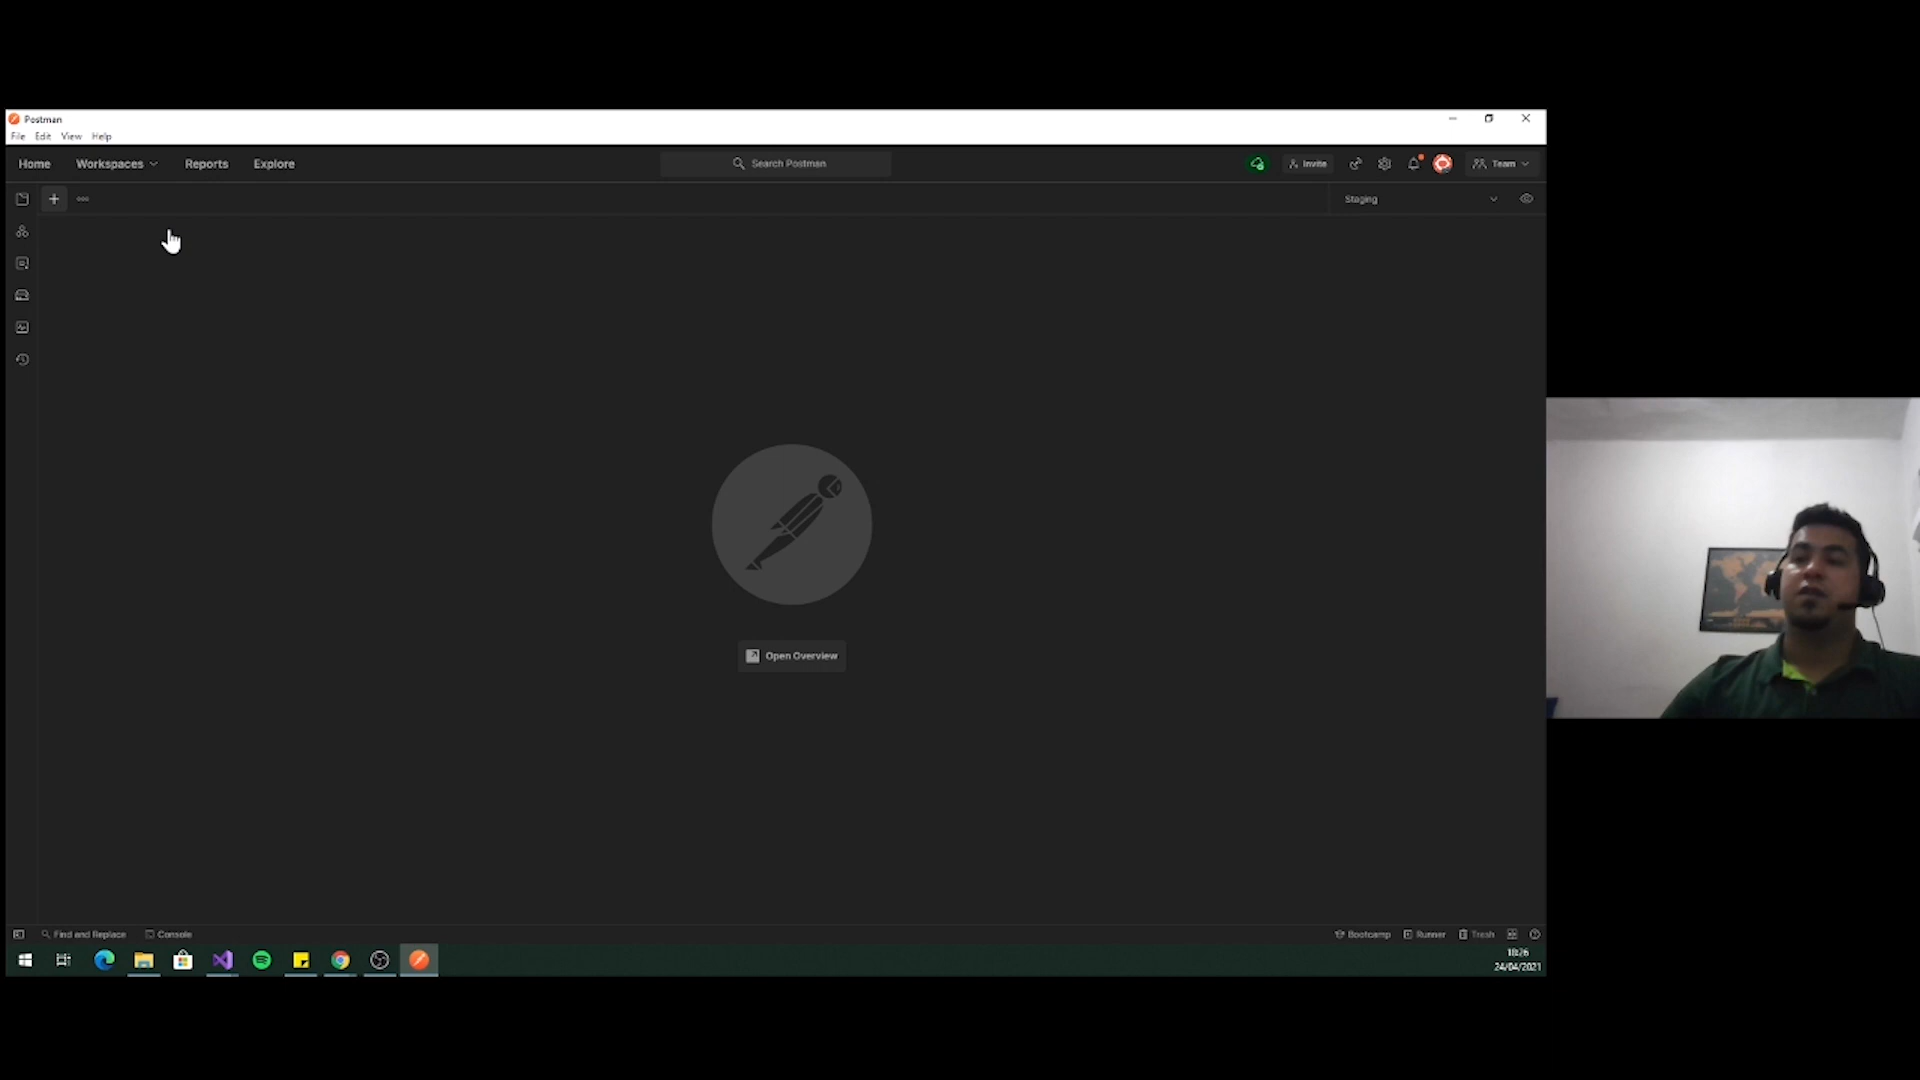 Postman
File Edit View Help
Home Workspaces Reports Explore Search Postman Invite Team
Staging
Open Overview
Find and Replace Console Bootcamp Runner Trash
18:26
24/04/2021